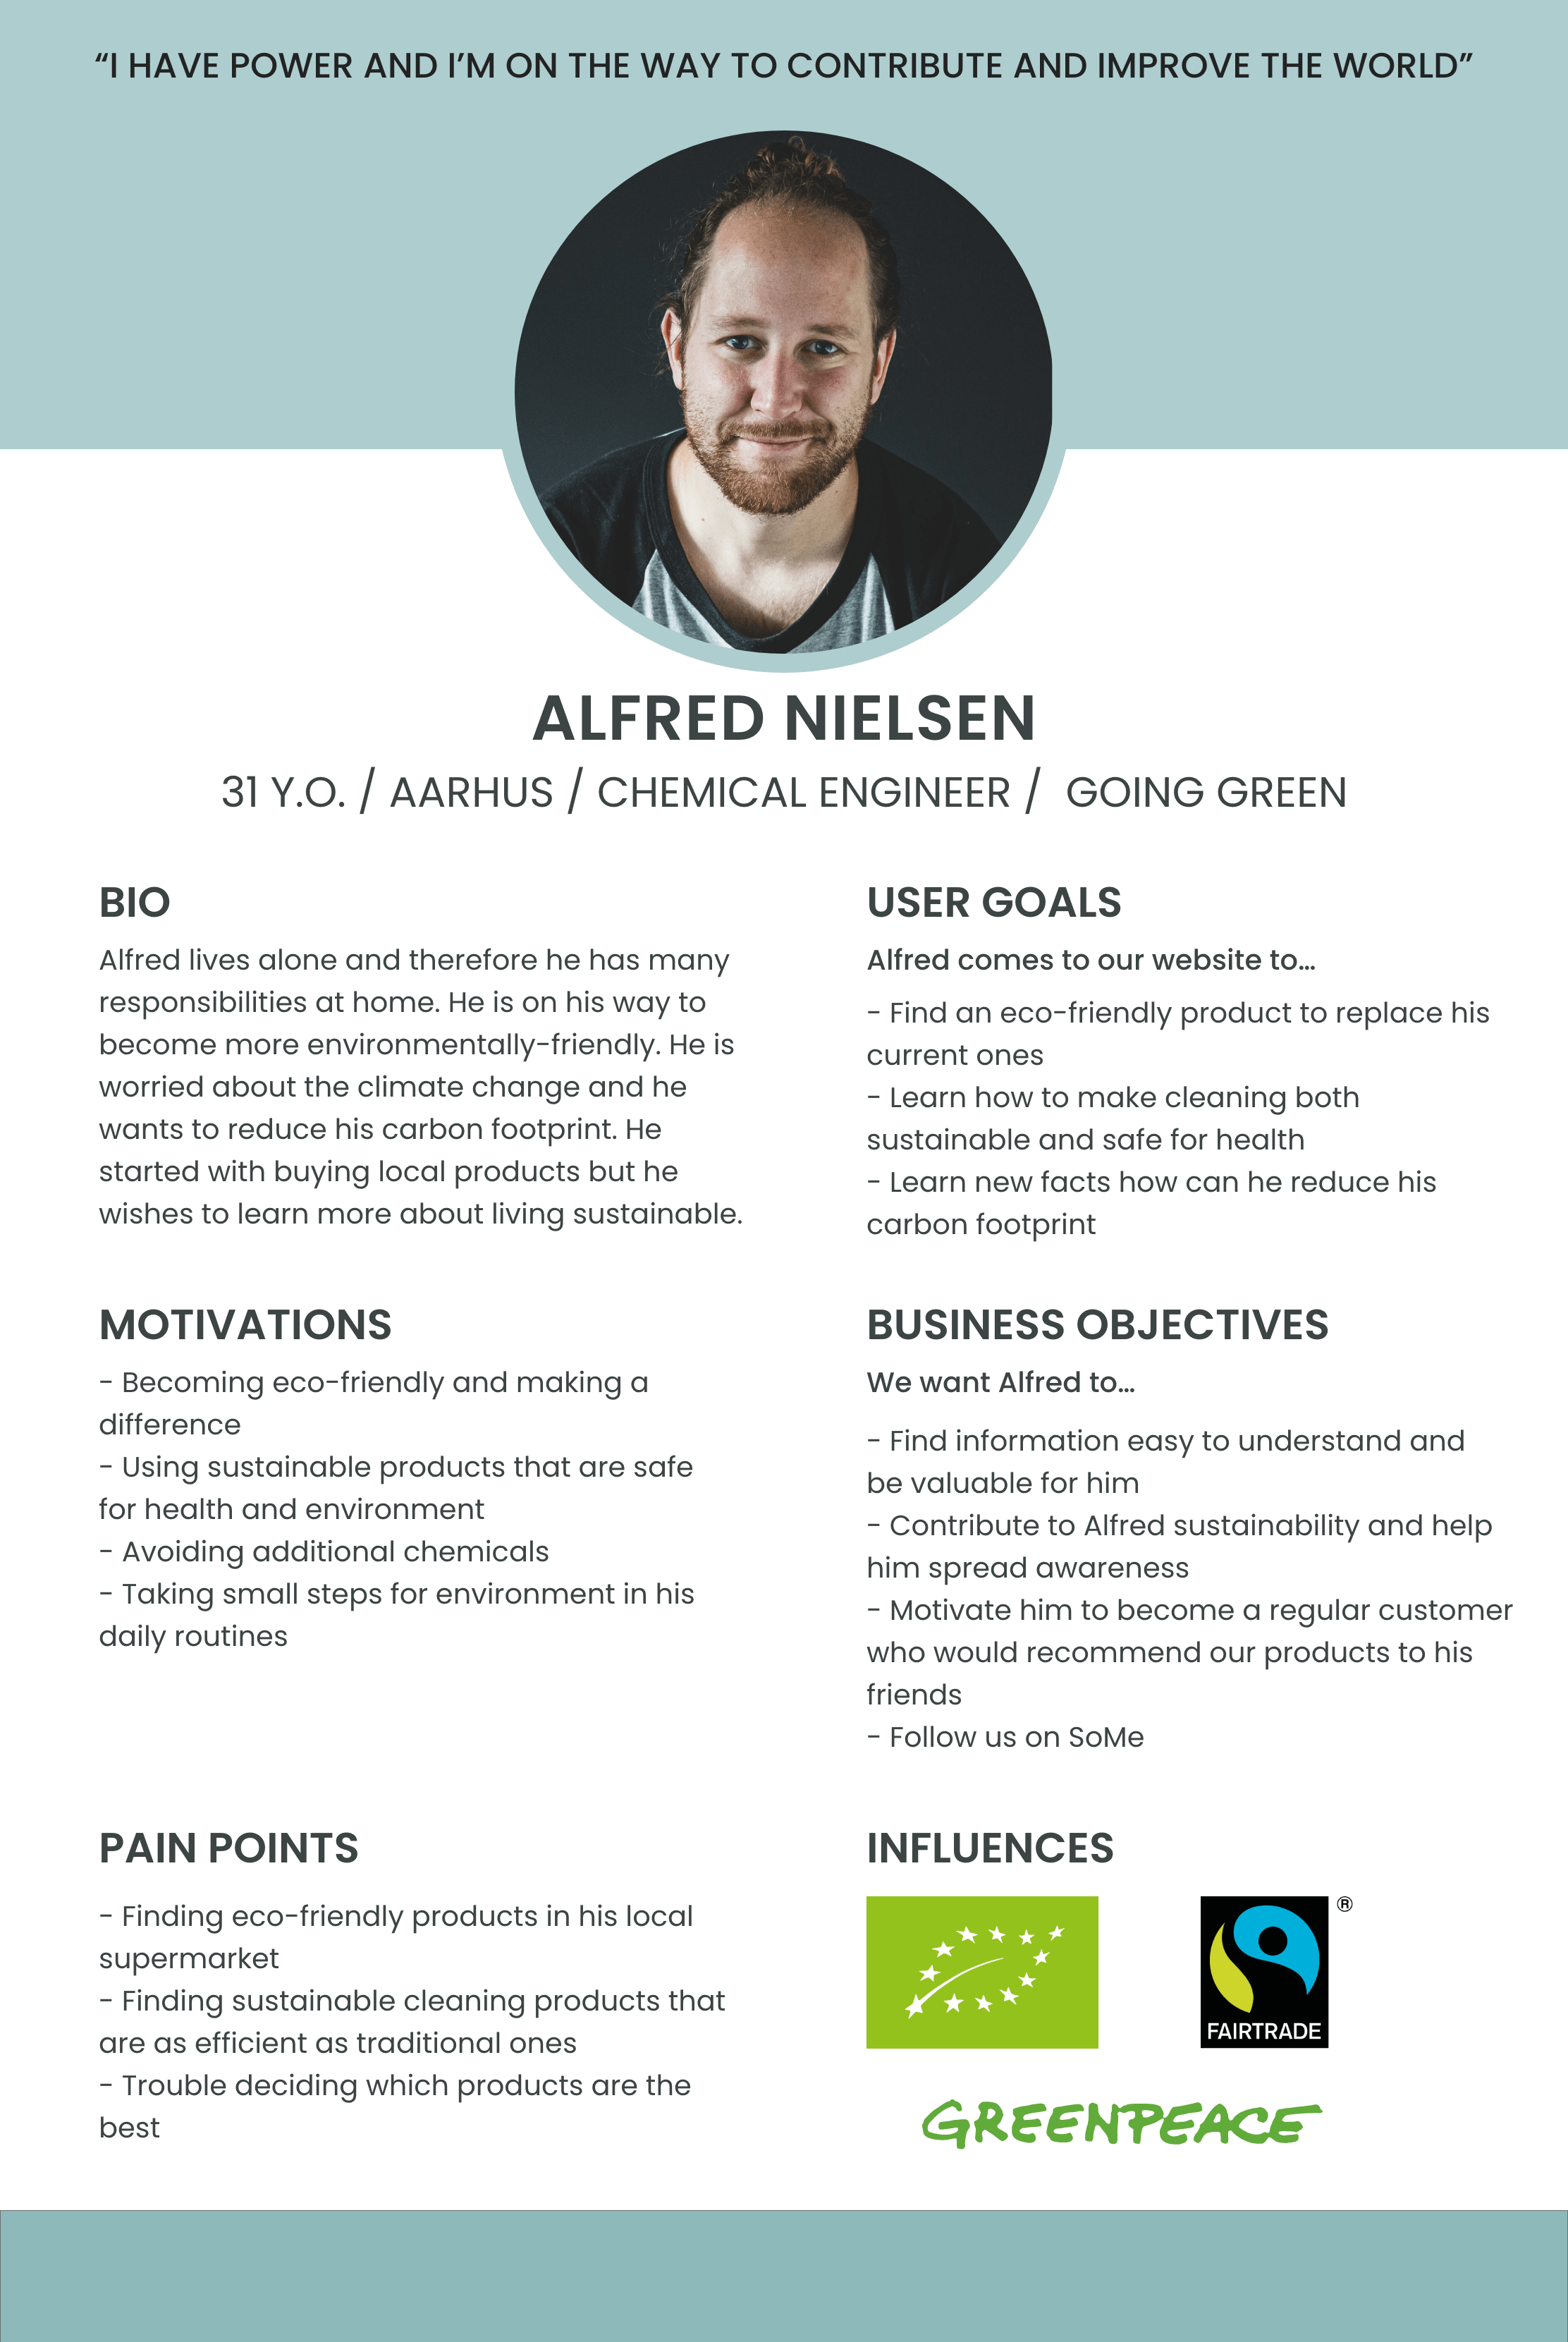 “I HAVE POWER AND I’M ON THE WAY TO CONTRIBUTE AND IMPROVE THE WORLD”
ALFRED NIELSEN
31 Y.O. / AARHUS / CHEMICAL ENGINEER / GOING GREEN
BIO
Alfred lives alone and therefore he has many
responsibilities at home. He is on his way to
become more environmentally-friendly. He is
worried about the climate change and he
wants to reduce his carbon footprint. He
started with buying local products but he
wishes to learn more about living sustainable.
USER GOALS
Alfred comes to our website to...
- Find an eco-friendly product to replace his
current ones
- Learn how to make cleaning both
sustainable and safe for health
- Learn new facts how can he reduce his
carbon footprint
MOTIVATIONS
- Becoming eco-friendly and making a
difference
- Using sustainable products that are safe
for health and environment
- Avoiding additional chemicals
- Taking small steps for environment in his
daily routines
BUSINESS OBJECTIVES
We want Alfred to...
- Find information easy to understand and
be valuable for him
- Contribute to Alfred sustainability and help
him spread awareness
- Motivate him to become a regular customer
who would recommend our products to his
friends
- Follow us on SoMe
PAIN POINTS
- Finding eco-friendly products in his local
supermarket
- Finding sustainable cleaning products that
are as efficient as traditional ones
- Trouble deciding which products are the
best
INFLUENCES
®
FAIRTRADE
GREENPEACE